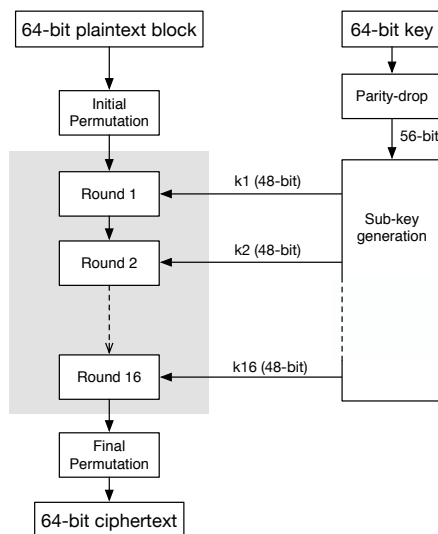 64-bit plaintext block
64-bit key
Initial
Permutation
Parity-drop
56-bit
Round 1
k1 (48-bit)
Sub-key
generation
Round 2
k2 (48-bit)
Round 16
k16 (48-bit)
Final
Permutation
64-bit ciphertext